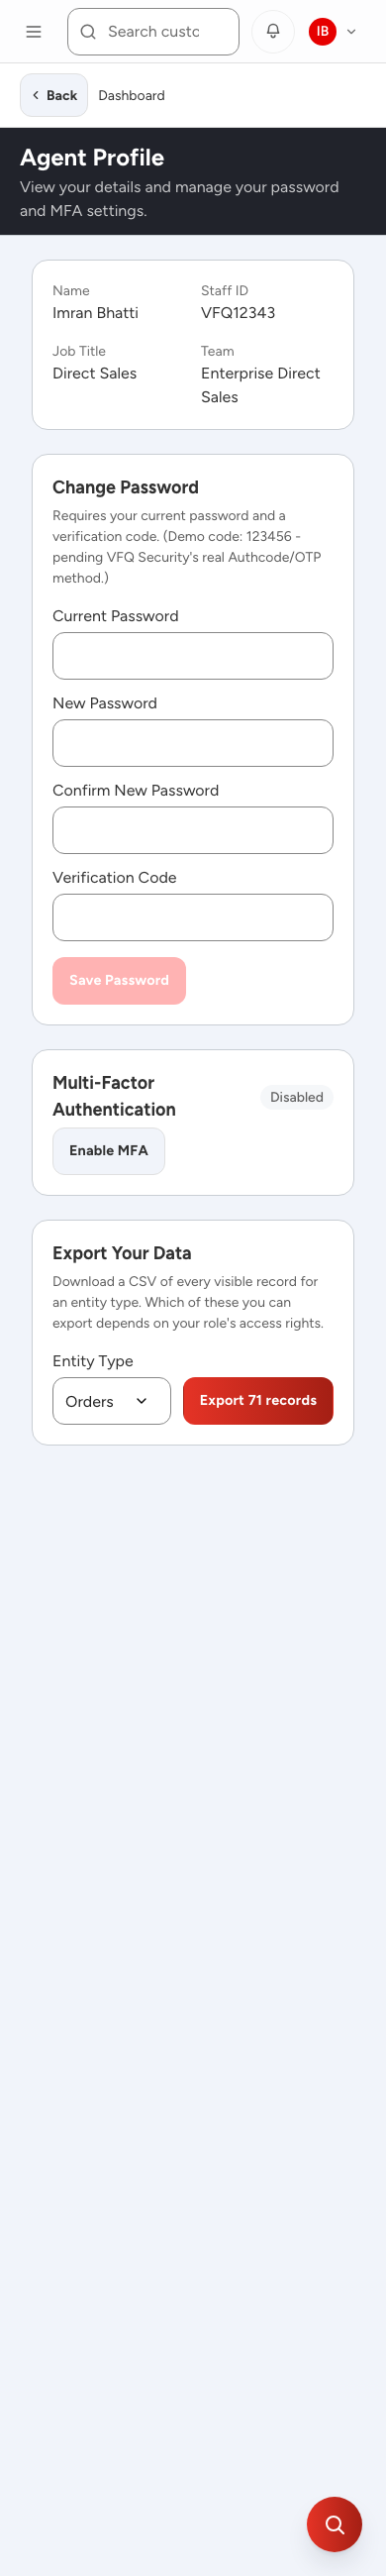 Search custo
IB
Back
Dashboard
Agent Profile
View your details and manage your password
and MFA settings.
Name
Staff ID
Imran Bhatti
VFQ12343
Job Title
Team
Direct Sales
Enterprise Direct
Sales
Change Password
Requires your current password and a
verification code. (Demo code: 123456 -
pending VFQ Security's real Authcode/OTP
method.)
Current Password
New Password
Confirm New Password
Verification Code
Save Password
Multi-Factor
Authentication
Disabled
Enable MFA
Export Your Data
Download a CSV of every visible record for
an entity type. Which of these you can
export depends on your role's access rights.
Entity Type
Orders
Export 71 records